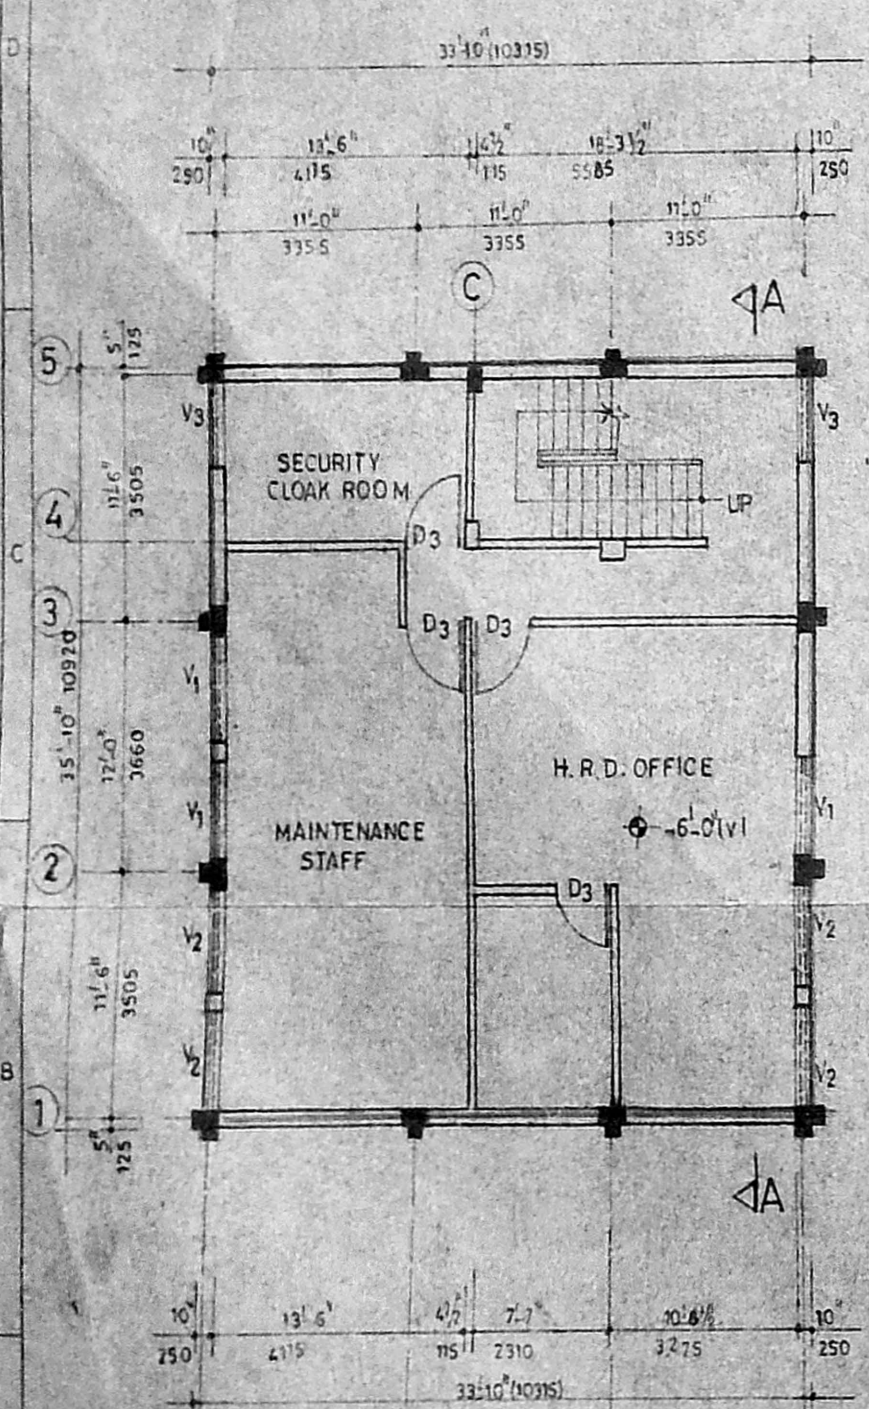 D
33'-10"(10315)
10" 13'-6" 4½" 18'-3½" 10"
250 4115 115 5585 250
11'-0" 11'-0" 11'-0"
3355 3355 3355
C
A
5
5"
125
V3
V3
SECURITY
CLOAK ROOM
11'-6"
3505
4
UP
D3
C
3
D3 D3
35'-10" 10920
V1
12'-0"
3660
H.R.D. OFFICE
V1
V1
MAINTENANCE
STAFF
-6'-0"(V)
2
D3
V2
V2
11'-6"
3505
V2
V2
B
1
5"
125
A
10" 13'-6" 4½" 7'-7" 10"
250 4115 115 2310 3275 250
33'-10"(10315)